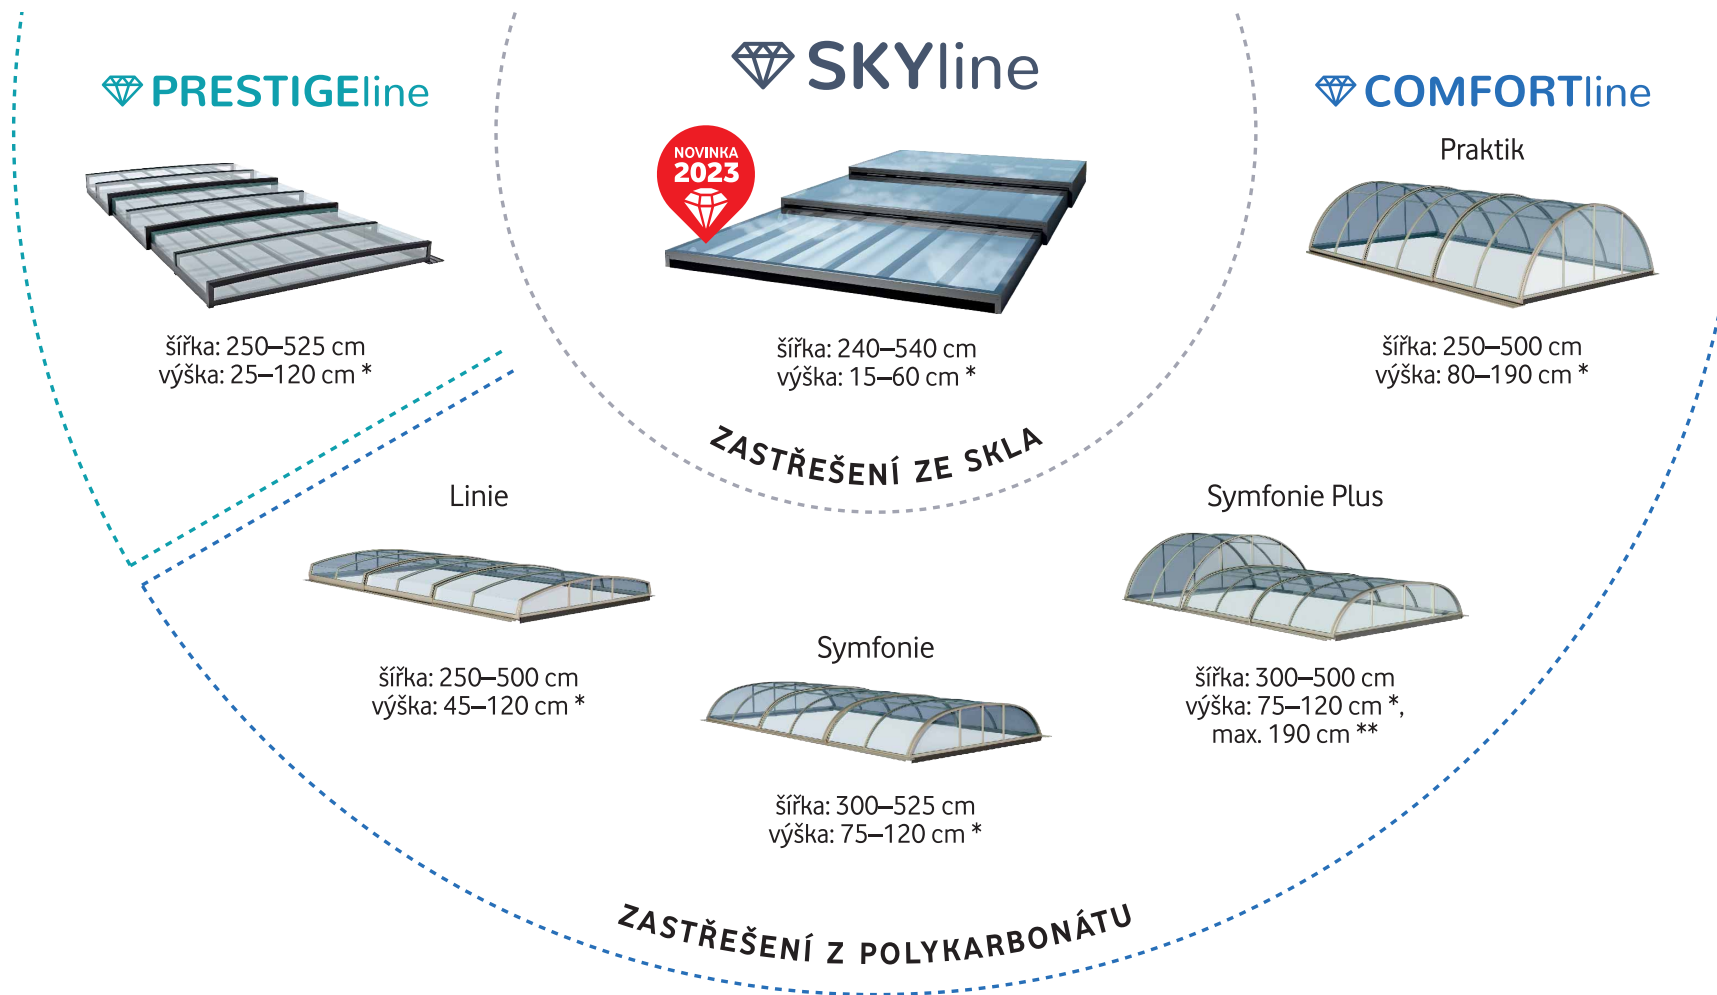 PRESTIGEline
šířka: 250–525 cm
výška: 25–120 cm *
SKYline
NOVINKA
2023
šířka: 240–540 cm
výška: 15–60 cm *
ZASTŘEŠENÍ ZE SKLA
COMFORTline
Praktik
šířka: 250–500 cm
výška: 80–190 cm *
Linie
šířka: 250–500 cm
výška: 45–120 cm *
Symfonie
šířka: 300–525 cm
výška: 75–120 cm *
Symfonie Plus
šířka: 300–500 cm
výška: 75–120 cm *,
max. 190 cm **
ZASTŘEŠENÍ Z POLYKARBONÁTU